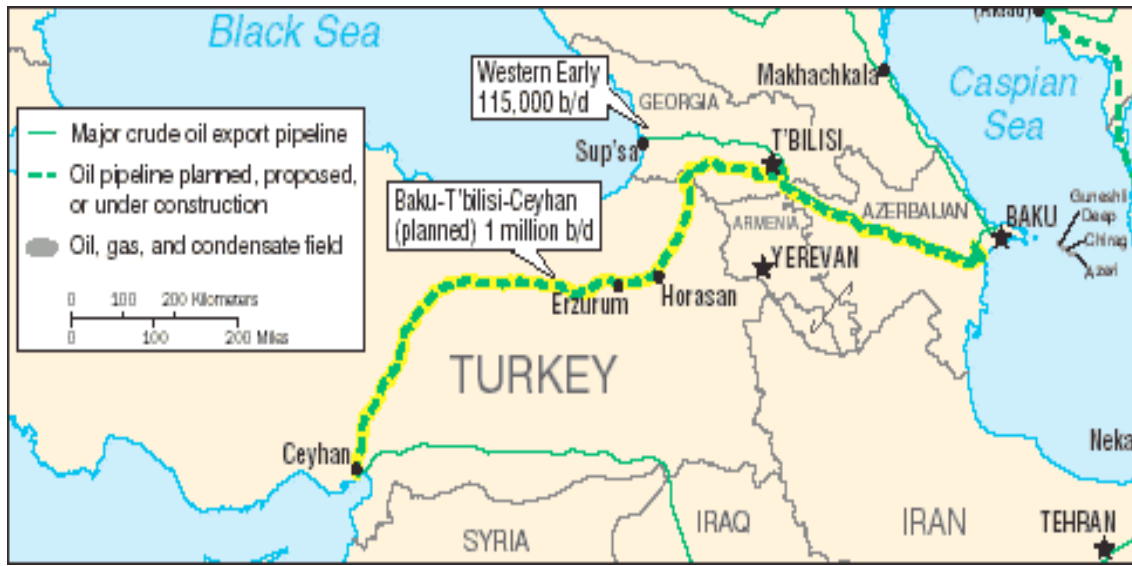 Black Sea
Caspian
Sea
Western Early
115,000 b/d
GEORGIA
Makhachkala
Sup'sa
T'BILISI
Major crude oil export pipeline
Oil pipeline planned, proposed,
or under construction
Oil, gas, and condensate field
0 100 200 Kilometers
0 100 200 Miles
Baku-T'bilisi-Ceyhan
(planned) 1 million b/d
ARMENIA
AZERBAIJAN
BAKU
Guneshli
Deep
Chirag
Azeri
YEREVAN
Erzurum
Horasan
TURKEY
Ceyhan
Neka
SYRIA
IRAQ
IRAN
TEHRAN